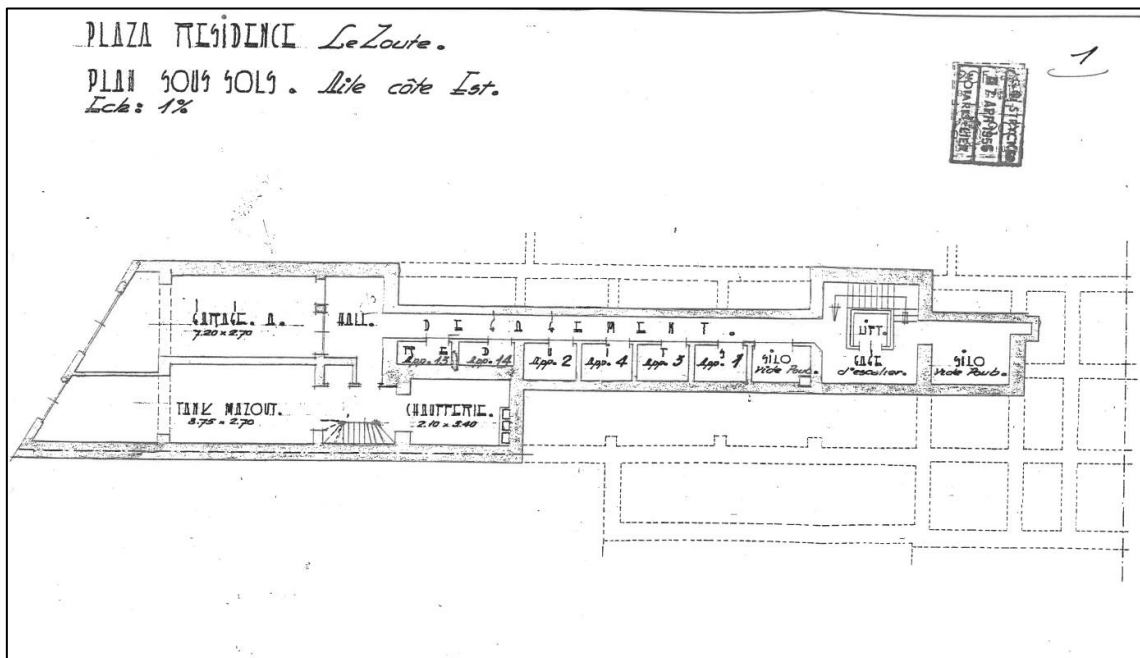 PLAZA RESIDENCE Le Zoute.
1
PLAN SOUS SOLS. Aile côte Est.
Ech: 1%
GARAGE. A.
7.20 x 2.70
HALL.
DEGAGEMENT.
LIFT.
REDUITS
App. 13
App. 14
App. 2
App. 4
App. 3
App. 1
SILO
Vide Poub.
CAGE
d'escalier.
SILO
Vide Poub.
TANK MAZOUT.
3.75 x 2.70
CHAUFFERIE.
2.10 x 3.40